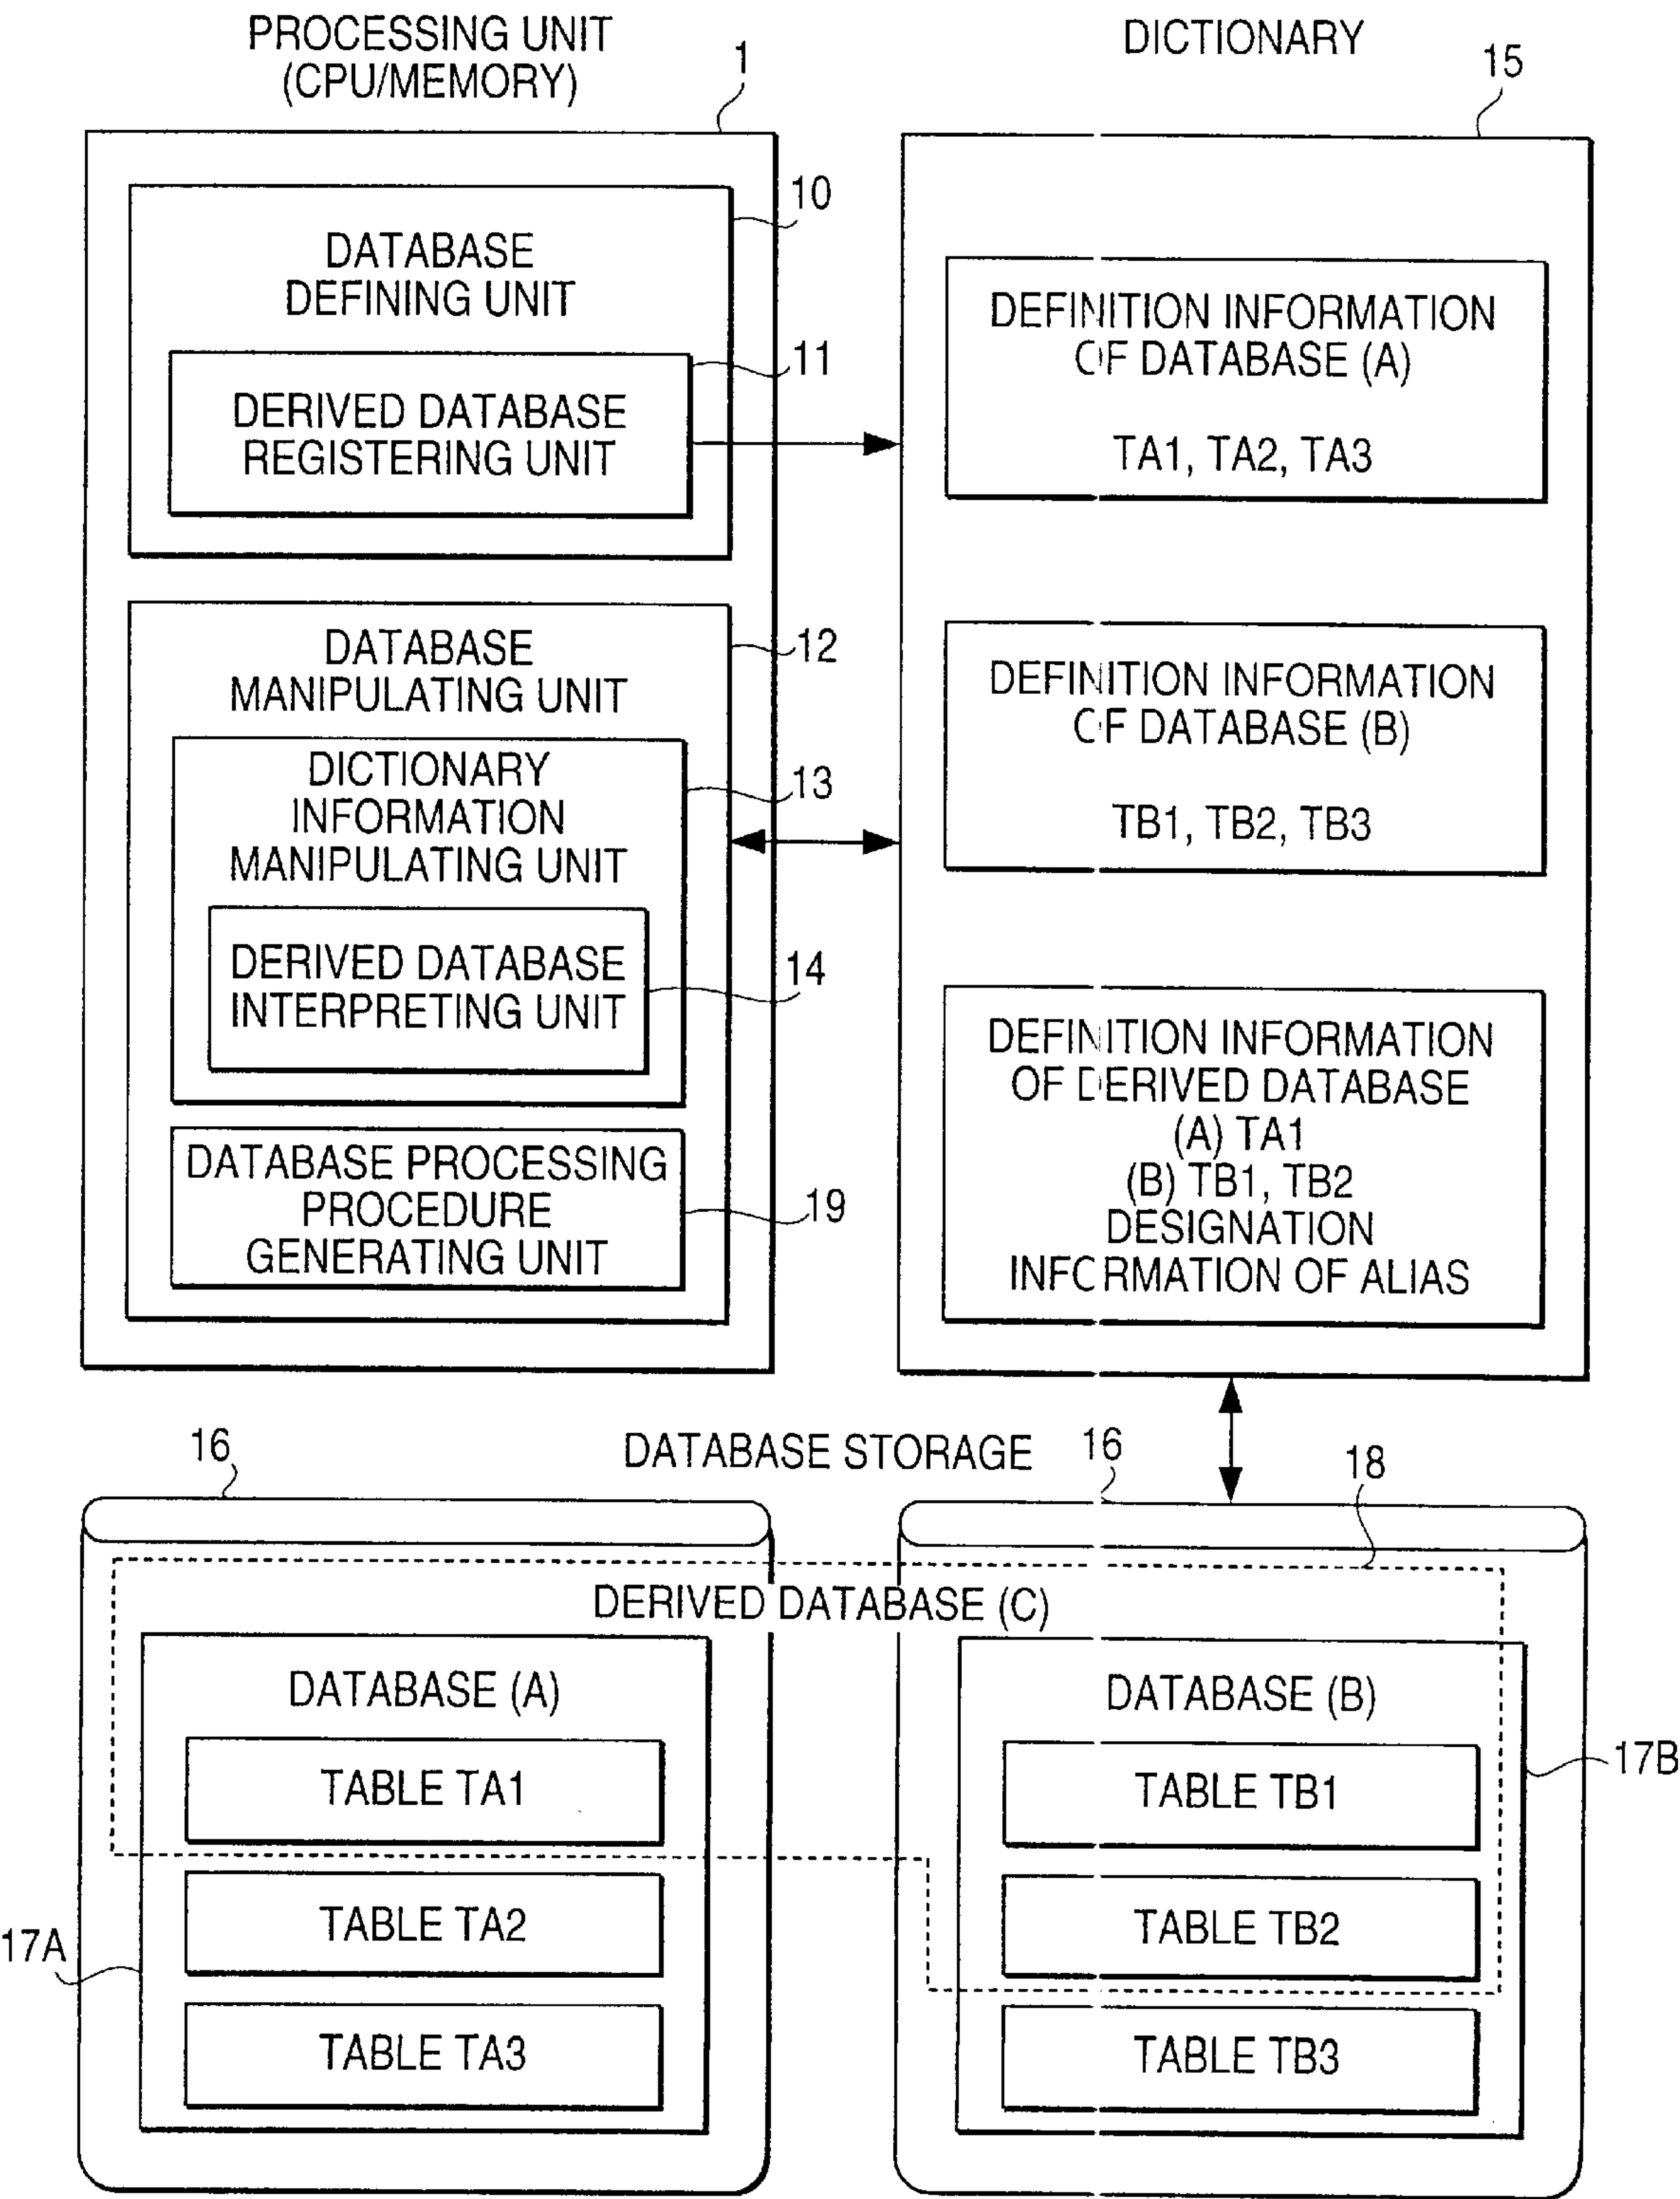 PROCESSING UNIT
(CPU/MEMORY)
1
10
DATABASE
DEFINING UNIT
11
DERIVED DATABASE
REGISTERING UNIT
12
DATABASE
MANIPULATING UNIT
13
DICTIONARY
INFORMATION
MANIPULATING UNIT
14
DERIVED DATABASE
INTERPRETING UNIT
DATABASE PROCESSING
PROCEDURE
GENERATING UNIT
19
DICTIONARY
15
DEFINITION INFORMATION
OF DATABASE (A)
TA1, TA2, TA3
DEFINITION INFORMATION
OF DATABASE (B)
TB1, TB2, TB3
DEFINITION INFORMATION
OF DERIVED DATABASE
(A) TA1
(B) TB1, TB2
DESIGNATION
INFORMATION OF ALIAS
16
DATABASE STORAGE
16
18
DERIVED DATABASE (C)
DATABASE (A)
TABLE TA1
TABLE TA2
17A
TABLE TA3
DATABASE (B)
17B
TABLE TB1
TABLE TB2
TABLE TB3